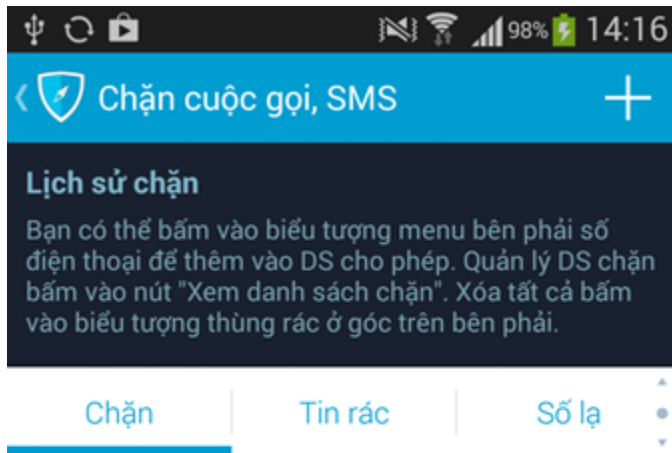 98% 14:16
Chặn cuộc gọi, SMS
Lịch sử chặn
Bạn có thể bấm vào biểu tượng menu bên phải số
điện thoại để thêm vào DS cho phép. Quản lý DS chặn
bấm vào nút "Xem danh sách chặn". Xóa tất cả bấm
vào biểu tượng thùng rác ở góc trên bên phải.
Chặn Tin rác Số lạ